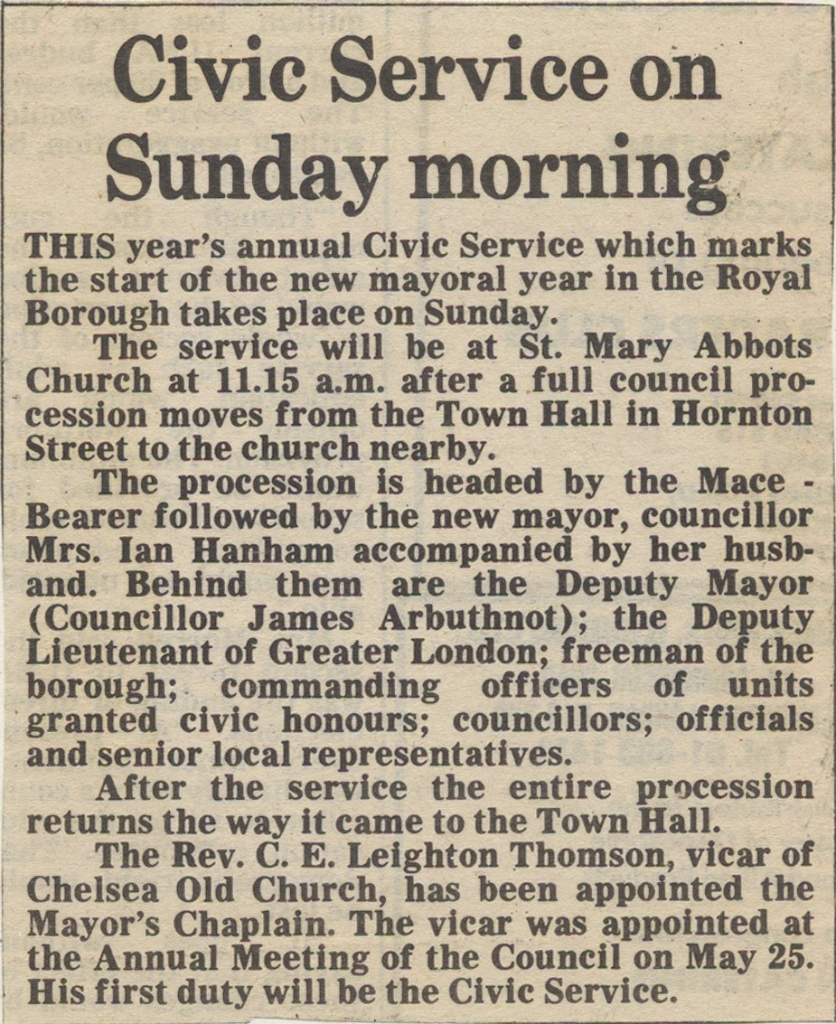 Civic Service on
Sunday morning
THIS year's annual Civic Service which marks
the start of the new mayoral year in the Royal
Borough takes place on Sunday.
The service will be at St. Mary Abbots
Church at 11.15 a.m. after a full council pro-
cession moves from the Town Hall in Hornton
Street to the church nearby.
The procession is headed by the Mace -
Bearer followed by the new mayor, councillor
Mrs. Ian Hanham accompanied by her husb-
and. Behind them are the Deputy Mayor
(Councillor James Arbuthnot); the Deputy
Lieutenant of Greater London; freeman of the
borough; commanding officers of units
granted civic honours; councillors; officials
and senior local representatives.
After the service the entire procession
returns the way it came to the Town Hall.
The Rev. C. E. Leighton Thomson, vicar of
Chelsea Old Church, has been appointed the
Mayor's Chaplain. The vicar was appointed at
the Annual Meeting of the Council on May 25.
His first duty will be the Civic Service.